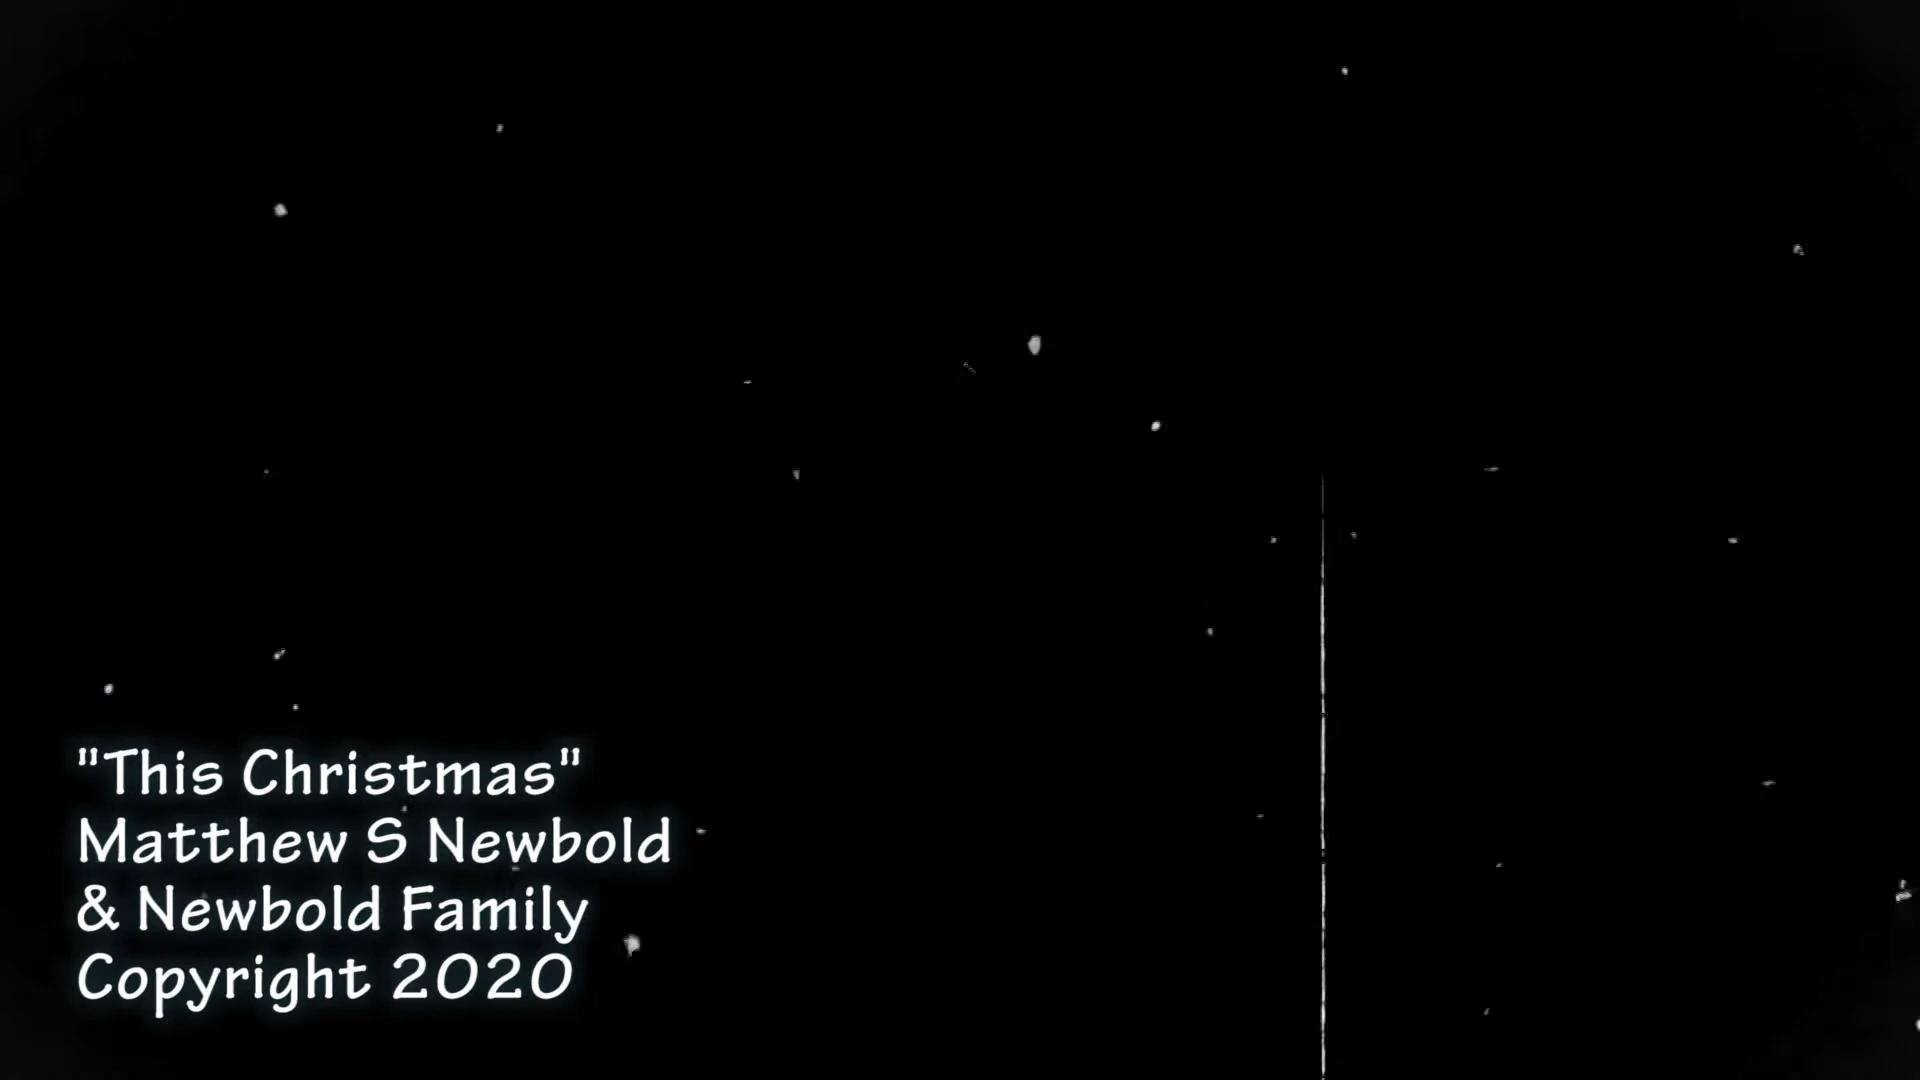 "This Christmas"
Matthew S Newbold
& Newbold Family
Copyright 2020